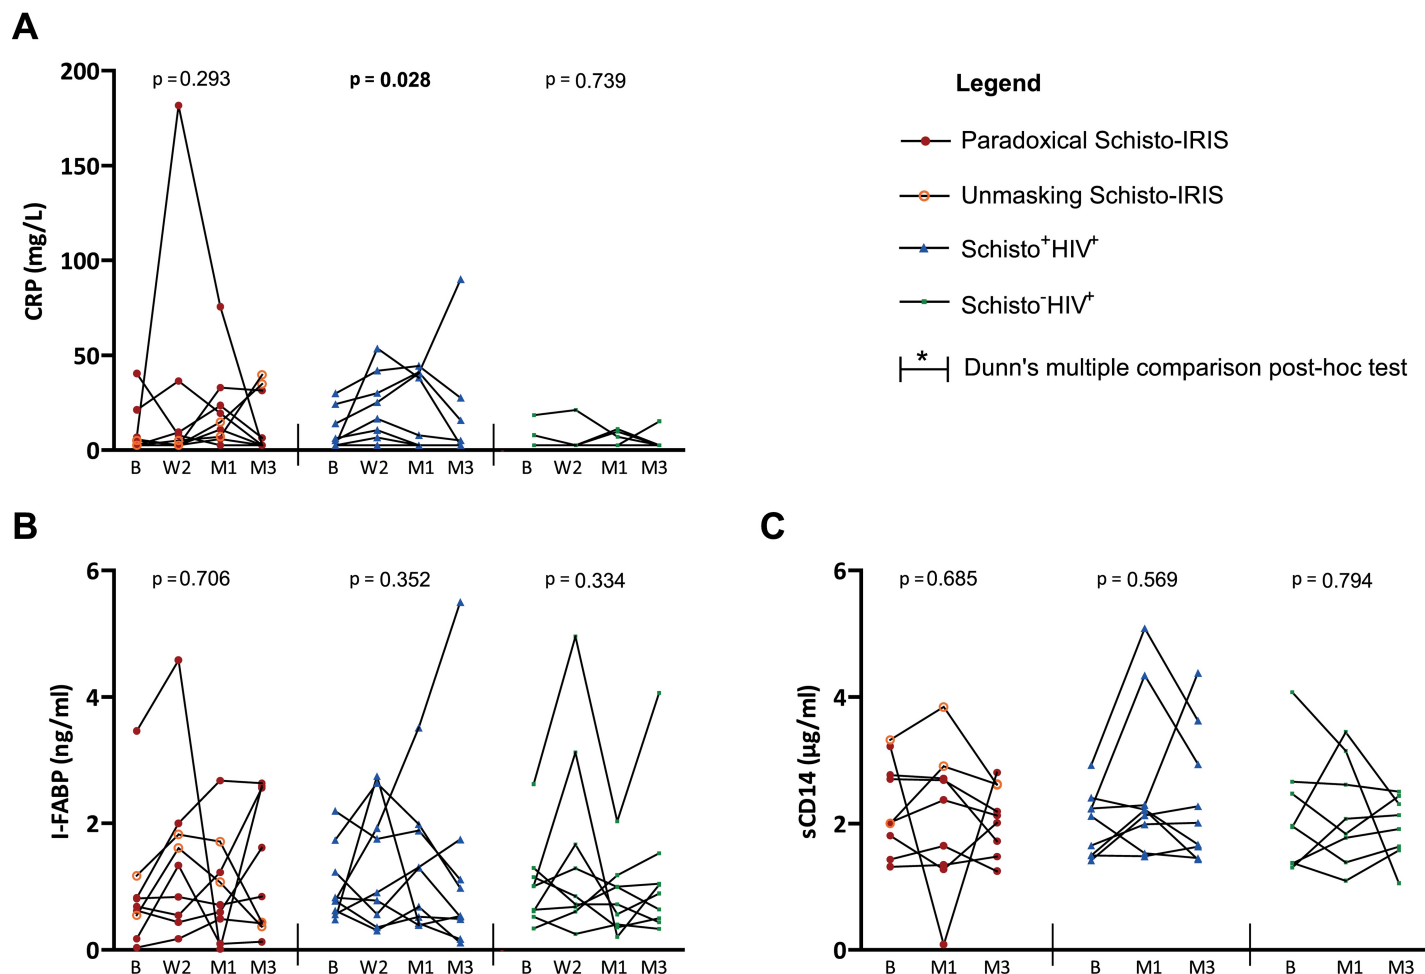 A
200
150
100
50
0
CRP (mg/L)
p = 0.293
p = 0.028
p = 0.739
B W2 M1 M3 B W2 M1 M3 B W2 M1 M3
Legend
Paradoxical Schisto-IRIS
Unmasking Schisto-IRIS
Schisto⁺HIV⁺
Schisto⁻HIV⁺
* Dunn's multiple comparison post-hoc test
B
6
4
2
0
I-FABP (ng/ml)
p = 0.706
p = 0.352
p = 0.334
B W2 M1 M3 B W2 M1 M3 B W2 M1 M3
C
6
4
2
0
sCD14 (µg/ml)
p = 0.685
p = 0.569
p = 0.794
B M1 M3 B M1 M3 B M1 M3